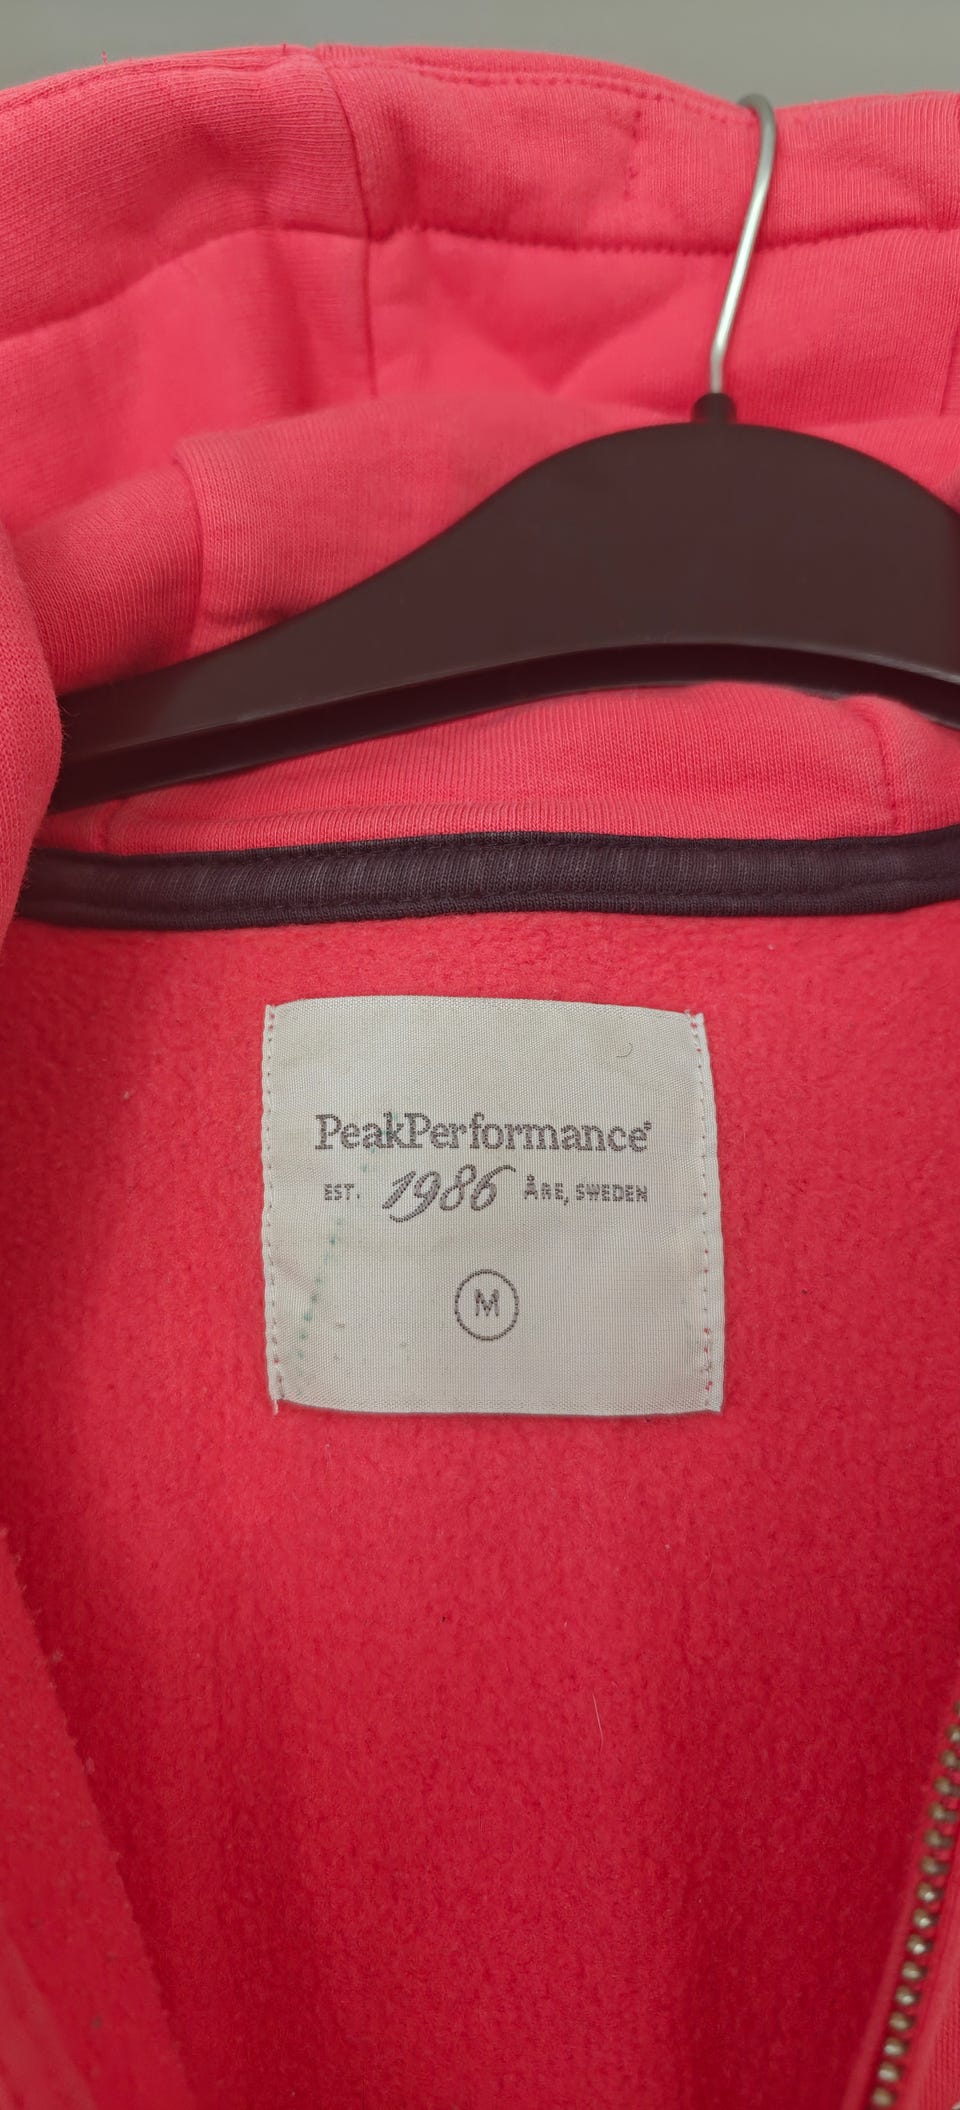 PeakPerformance®
EST. 1986 ÅRE, SWEDEN
M